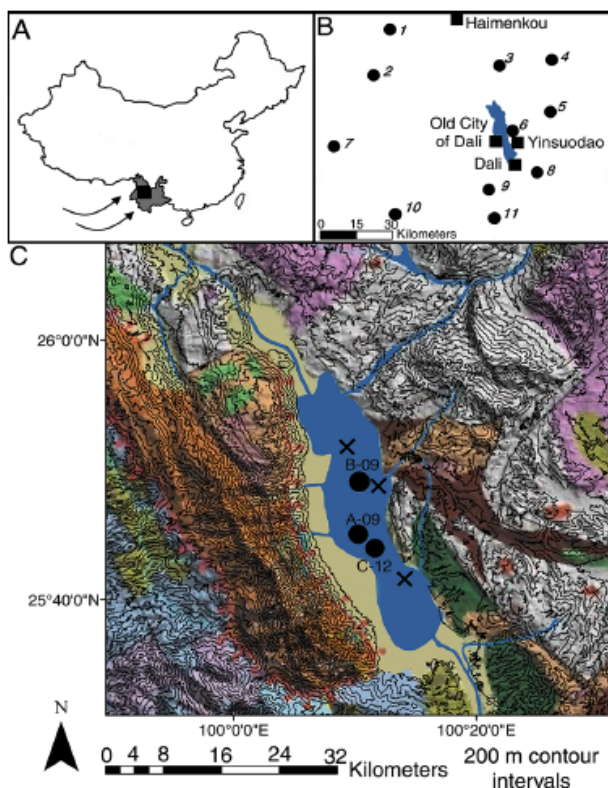 A
B
Haimenkou
1
2
3
4
5
6
Old City
of Dali
Yinsuodao
7
Dali
8
9
10
11
0 15 30
Kilometers
C
26°0'0"N
B-09
A-09
C-12
25°40'0"N
N
100°0'0"E
100°20'0"E
0 4 8 16 24 32
Kilometers
200 m contour
intervals